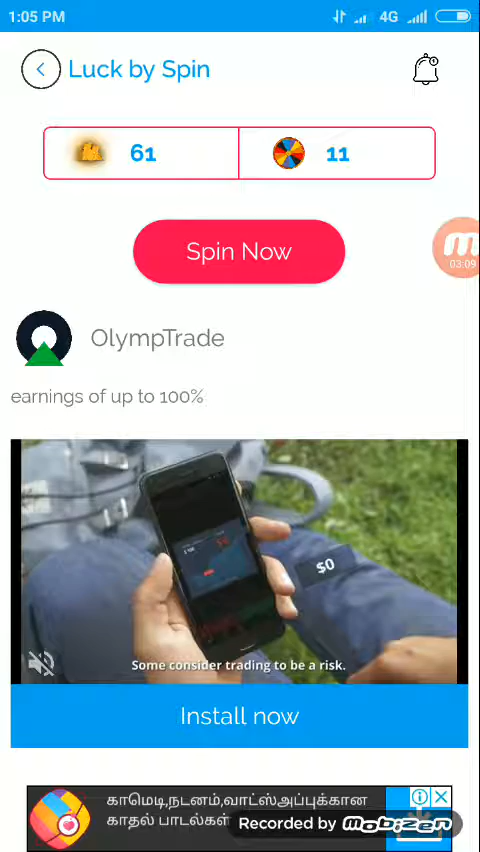 1:05 PM
4G
Luck by Spin
61
11
Spin Now
03:09
OlympTrade
earnings of up to 100%
$0
Some consider trading to be a risk.
Install now
காமெடி,நடனம்,வாட்ஸ்அப்புக்கான
காதல் பாடல்கள்
Recorded by mobizen